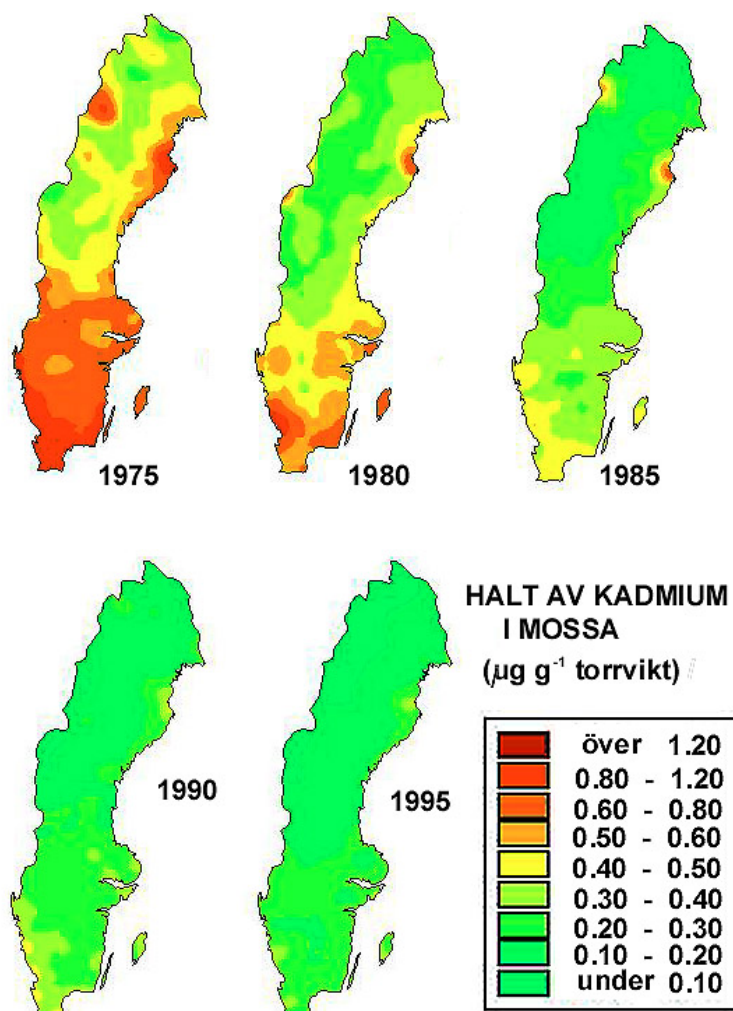 1975
1980
1985
1990
1995
HALT AV KADMIUM
I MOSSA
(µg g⁻¹ torrvikt)
över 1.20
0.80 - 1.20
0.60 - 0.80
0.50 - 0.60
0.40 - 0.50
0.30 - 0.40
0.20 - 0.30
0.10 - 0.20
under 0.10